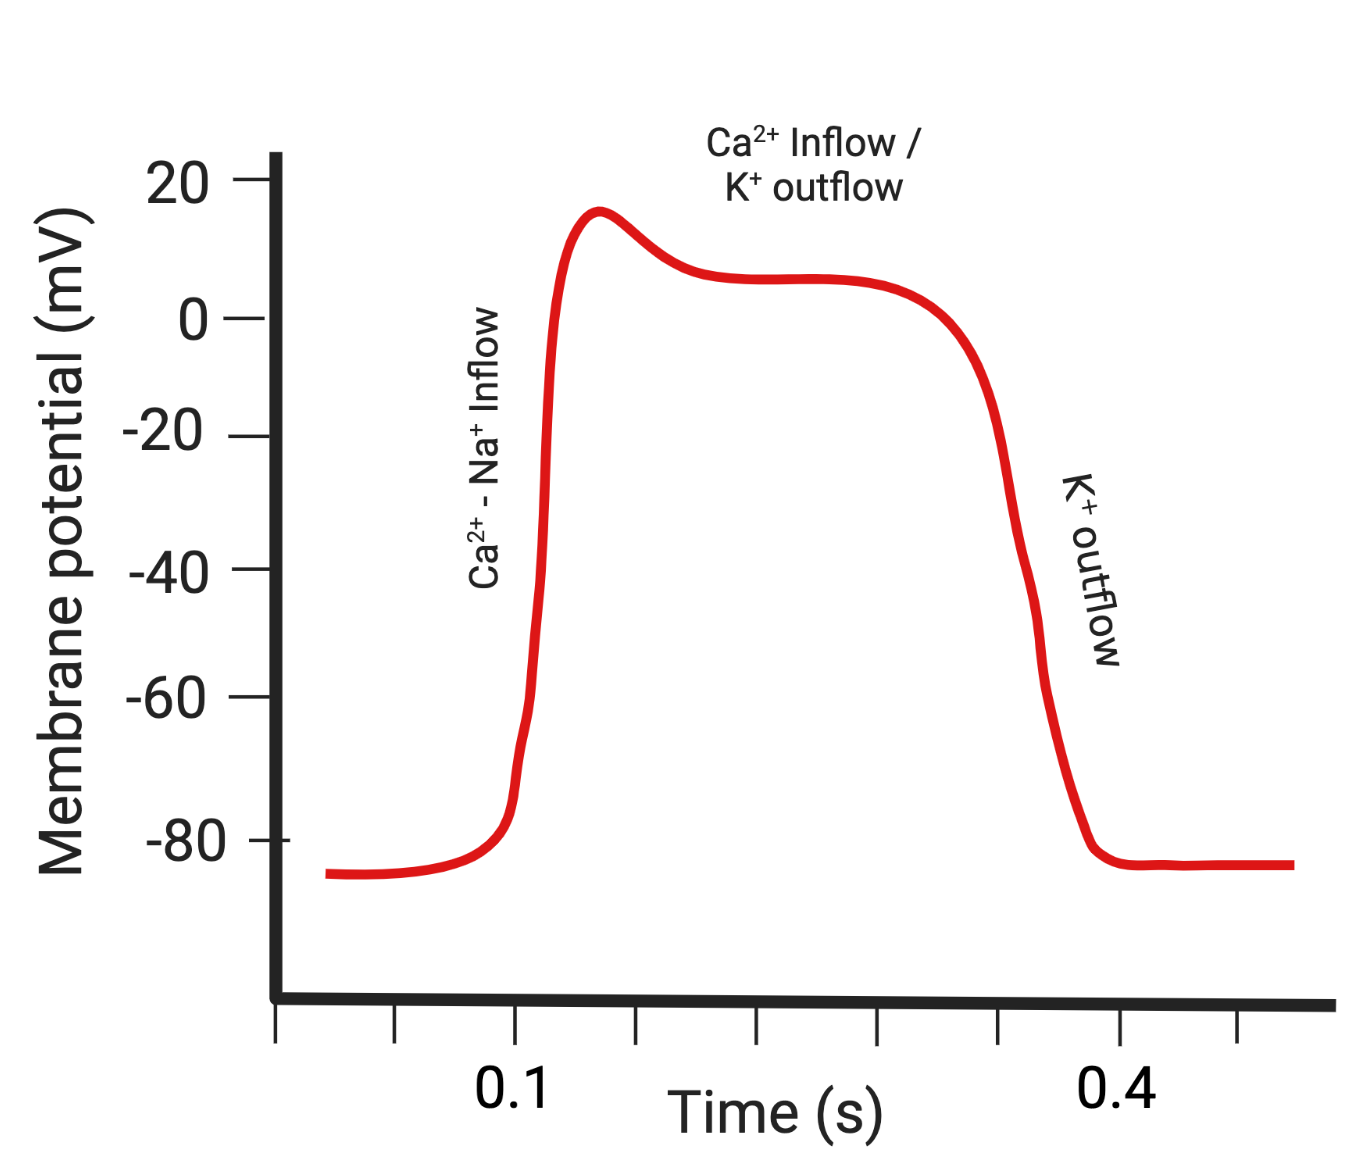 Ca²⁺ Inflow /
K⁺ outflow
20
0
-20
-40
-60
-80
Membrane potential (mV)
Ca²⁺ - Na⁺ Inflow
K⁺ outflow
0.1
0.4
Time (s)